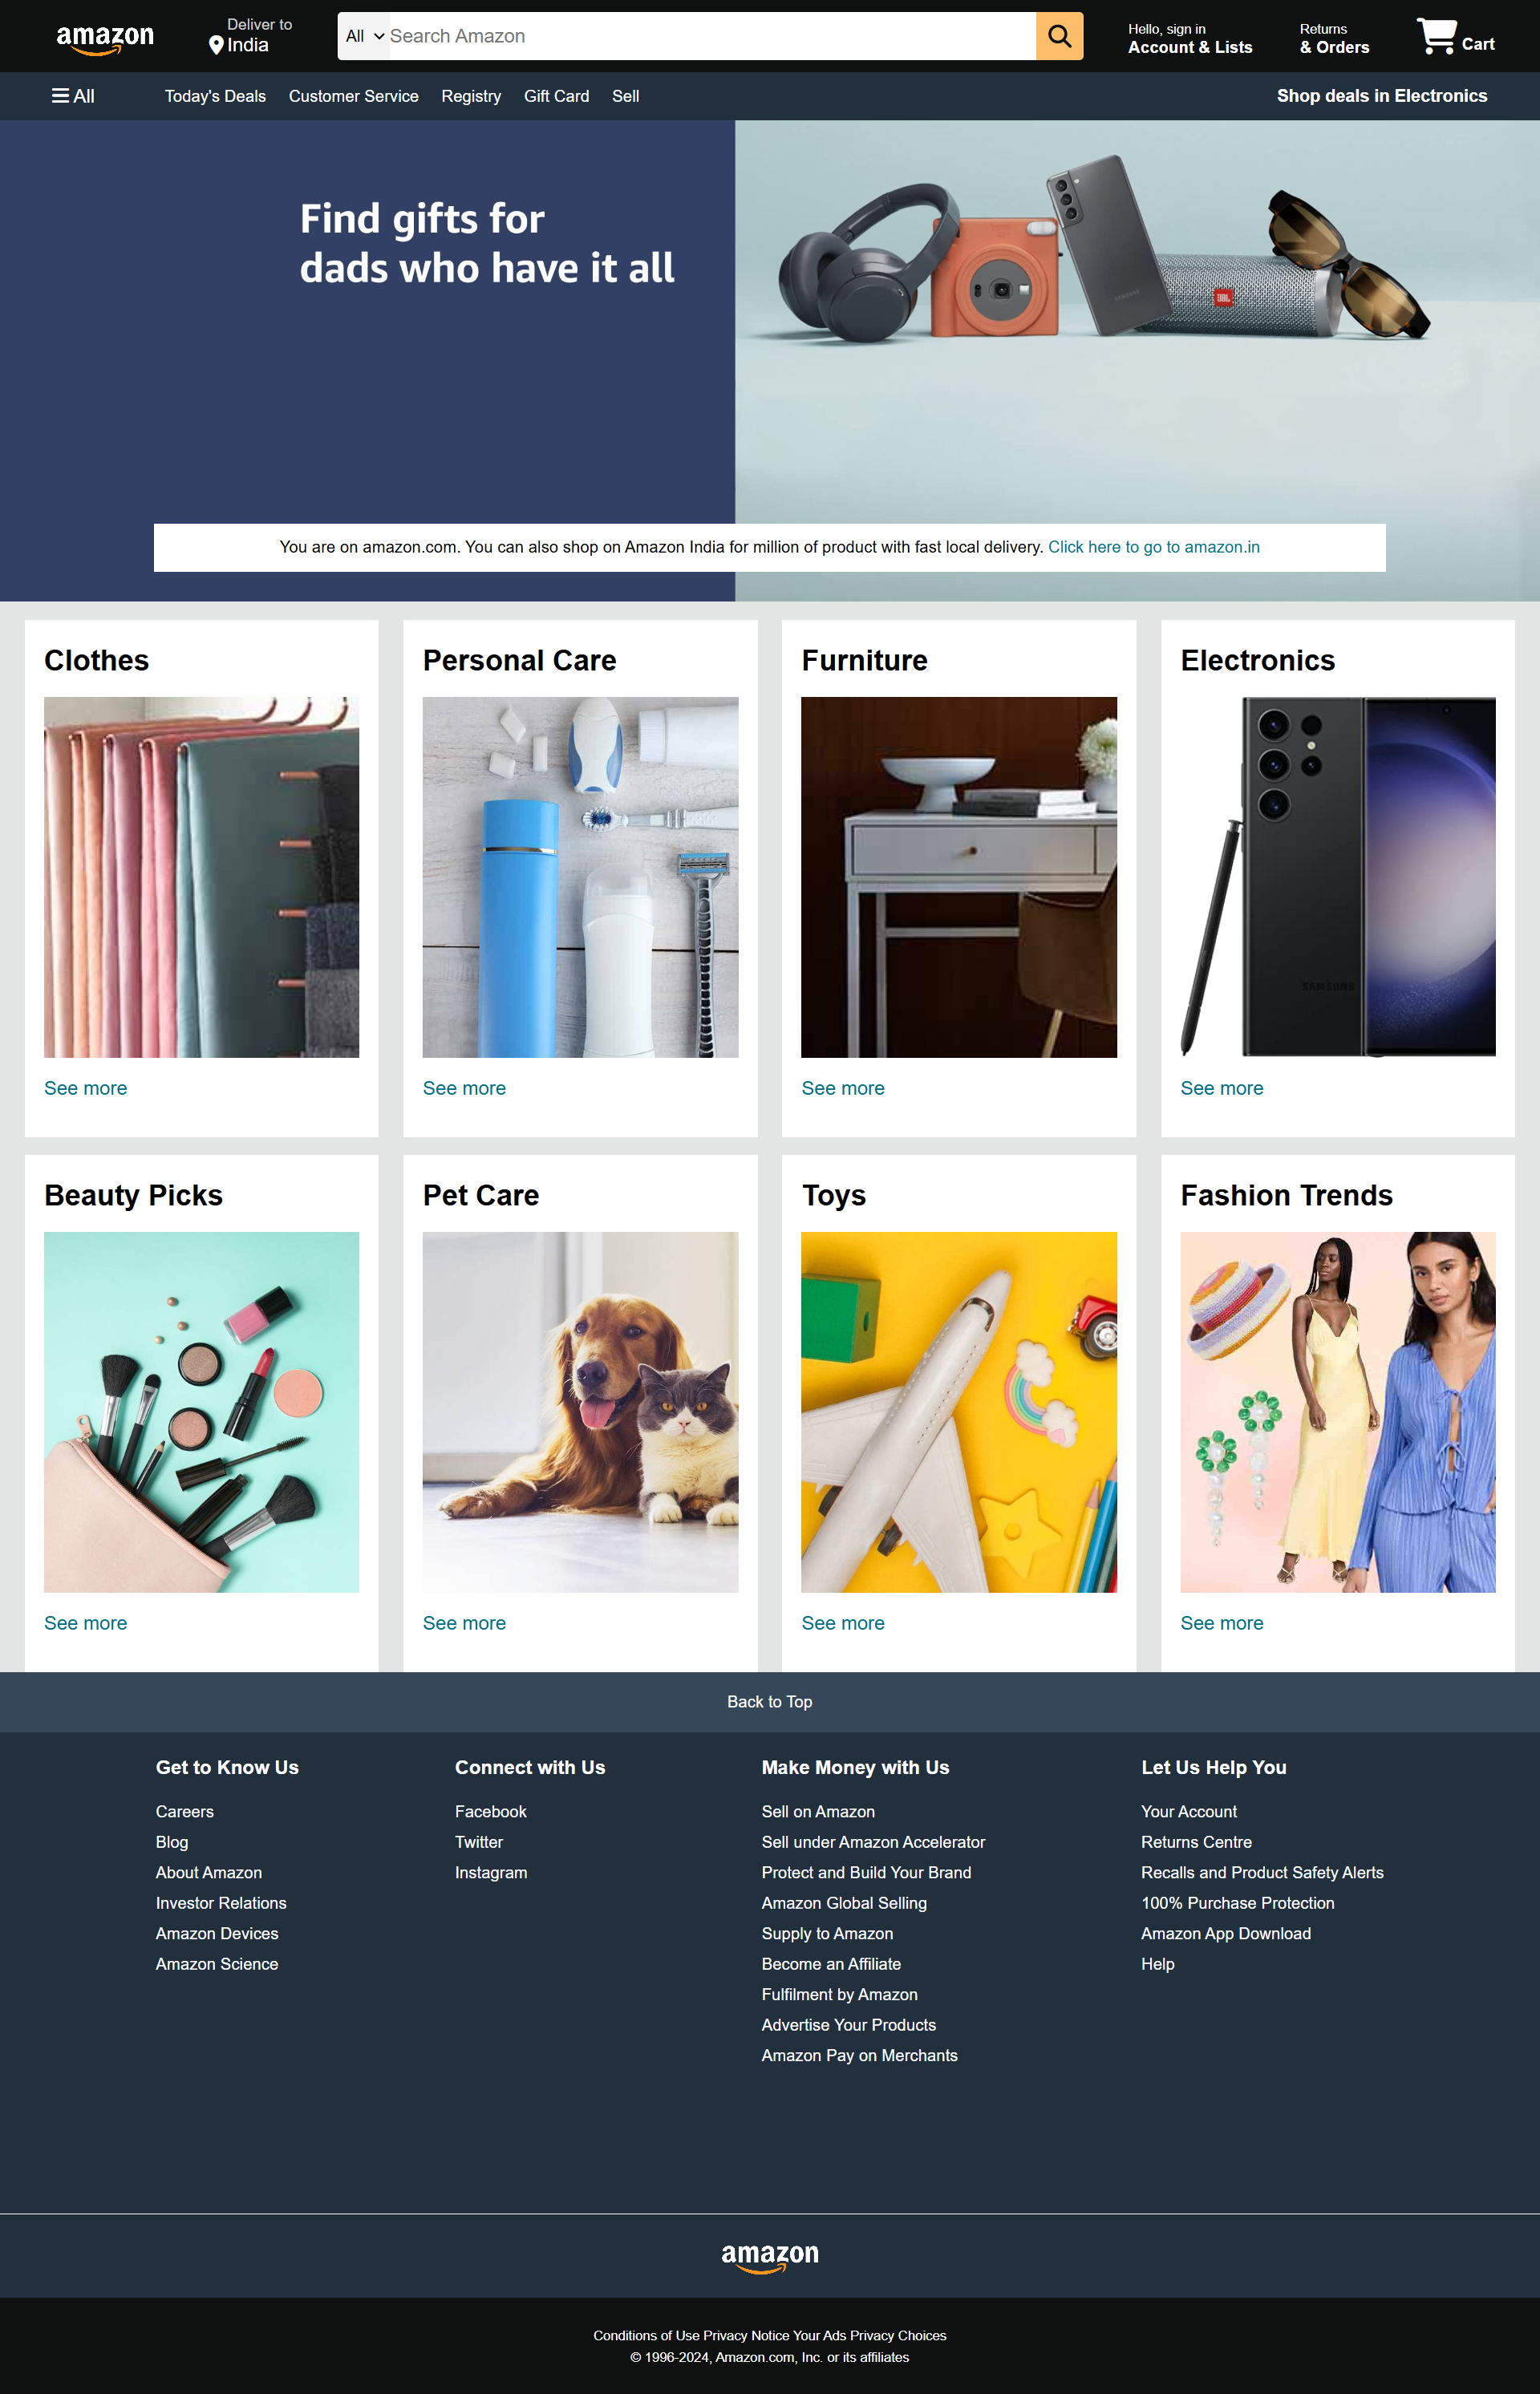 amazon
Deliver to
India
All
Search Amazon
Hello, sign in
Account & Lists
Returns
& Orders
Cart
All
Today's Deals
Customer Service
Registry
Gift Card
Sell
Shop deals in Electronics
Find gifts for
dads who have it all
SAMSUNG
JBL
You are on amazon.com. You can also shop on Amazon India for million of product with fast local delivery. Click here to go to amazon.in
Clothes
Personal Care
Furniture
Electronics
SAMSUNG
See more
See more
See more
See more
Beauty Picks
Pet Care
Toys
Fashion Trends
See more
See more
See more
See more
Back to Top
Get to Know Us
Careers
Blog
About Amazon
Investor Relations
Amazon Devices
Amazon Science
Connect with Us
Facebook
Twitter
Instagram
Make Money with Us
Sell on Amazon
Sell under Amazon Accelerator
Protect and Build Your Brand
Amazon Global Selling
Supply to Amazon
Become an Affiliate
Fulfilment by Amazon
Advertise Your Products
Amazon Pay on Merchants
Let Us Help You
Your Account
Returns Centre
Recalls and Product Safety Alerts
100% Purchase Protection
Amazon App Download
Help
amazon
Conditions of Use Privacy Notice Your Ads Privacy Choices
© 1996-2024, Amazon.com, Inc. or its affiliates